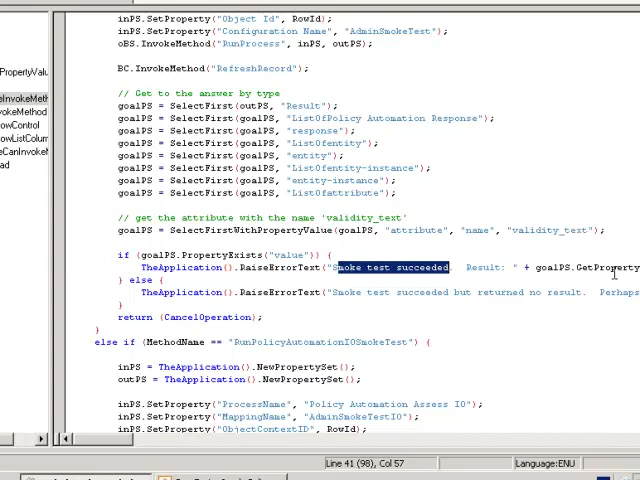 inPS.SetProperty("Object Id", RowId);
inPS.SetProperty("Configuration Name", "AdminSmokeTest");
oBS.InvokeMethod("RunProcess", inPS, outPS);
BC.InvokeMethod("RefreshRecord");
// Get to the answer by type
goalPS = SelectFirst(outPS, "Result");
goalPS = SelectFirst(goalPS, "ListOfPolicy Automation Response");
goalPS = SelectFirst(goalPS, "response");
goalPS = SelectFirst(goalPS, "ListOfentity");
goalPS = SelectFirst(goalPS, "entity");
goalPS = SelectFirst(goalPS, "ListOfentity-instance");
goalPS = SelectFirst(goalPS, "entity-instance");
goalPS = SelectFirst(goalPS, "ListOfattribute");
// get the attribute with the name 'validity_text'
goalPS = SelectFirstWithPropertyValue(goalPS, "attribute", "name", "validity_text");
if (goalPS.PropertyExists("value")) {
TheApplication().RaiseErrorText("Smoke test succeeded.  Result: " + goalPS.GetProperty
} else {
TheApplication().RaiseErrorText("Smoke test succeeded but returned no result.  Perhaps
}
return (CancelOperation);
}
else if (MethodName == "RunPolicyAutomationIOSmokeTest") {
inPS = TheApplication().NewPropertySet();
outPS = TheApplication().NewPropertySet();
inPS.SetProperty("ProcessName", "Policy Automation Assess IO");
inPS.SetProperty("MappingName", "AdminSmokeTestIO");
inPS.SetProperty("ObjectContextID", RowId);
PropertyValu
eInvokeMeth
vokeMethod
owControl
owListColum
eCanInvokeM
ad
Line 41 (98), Col 57
Language:ENU